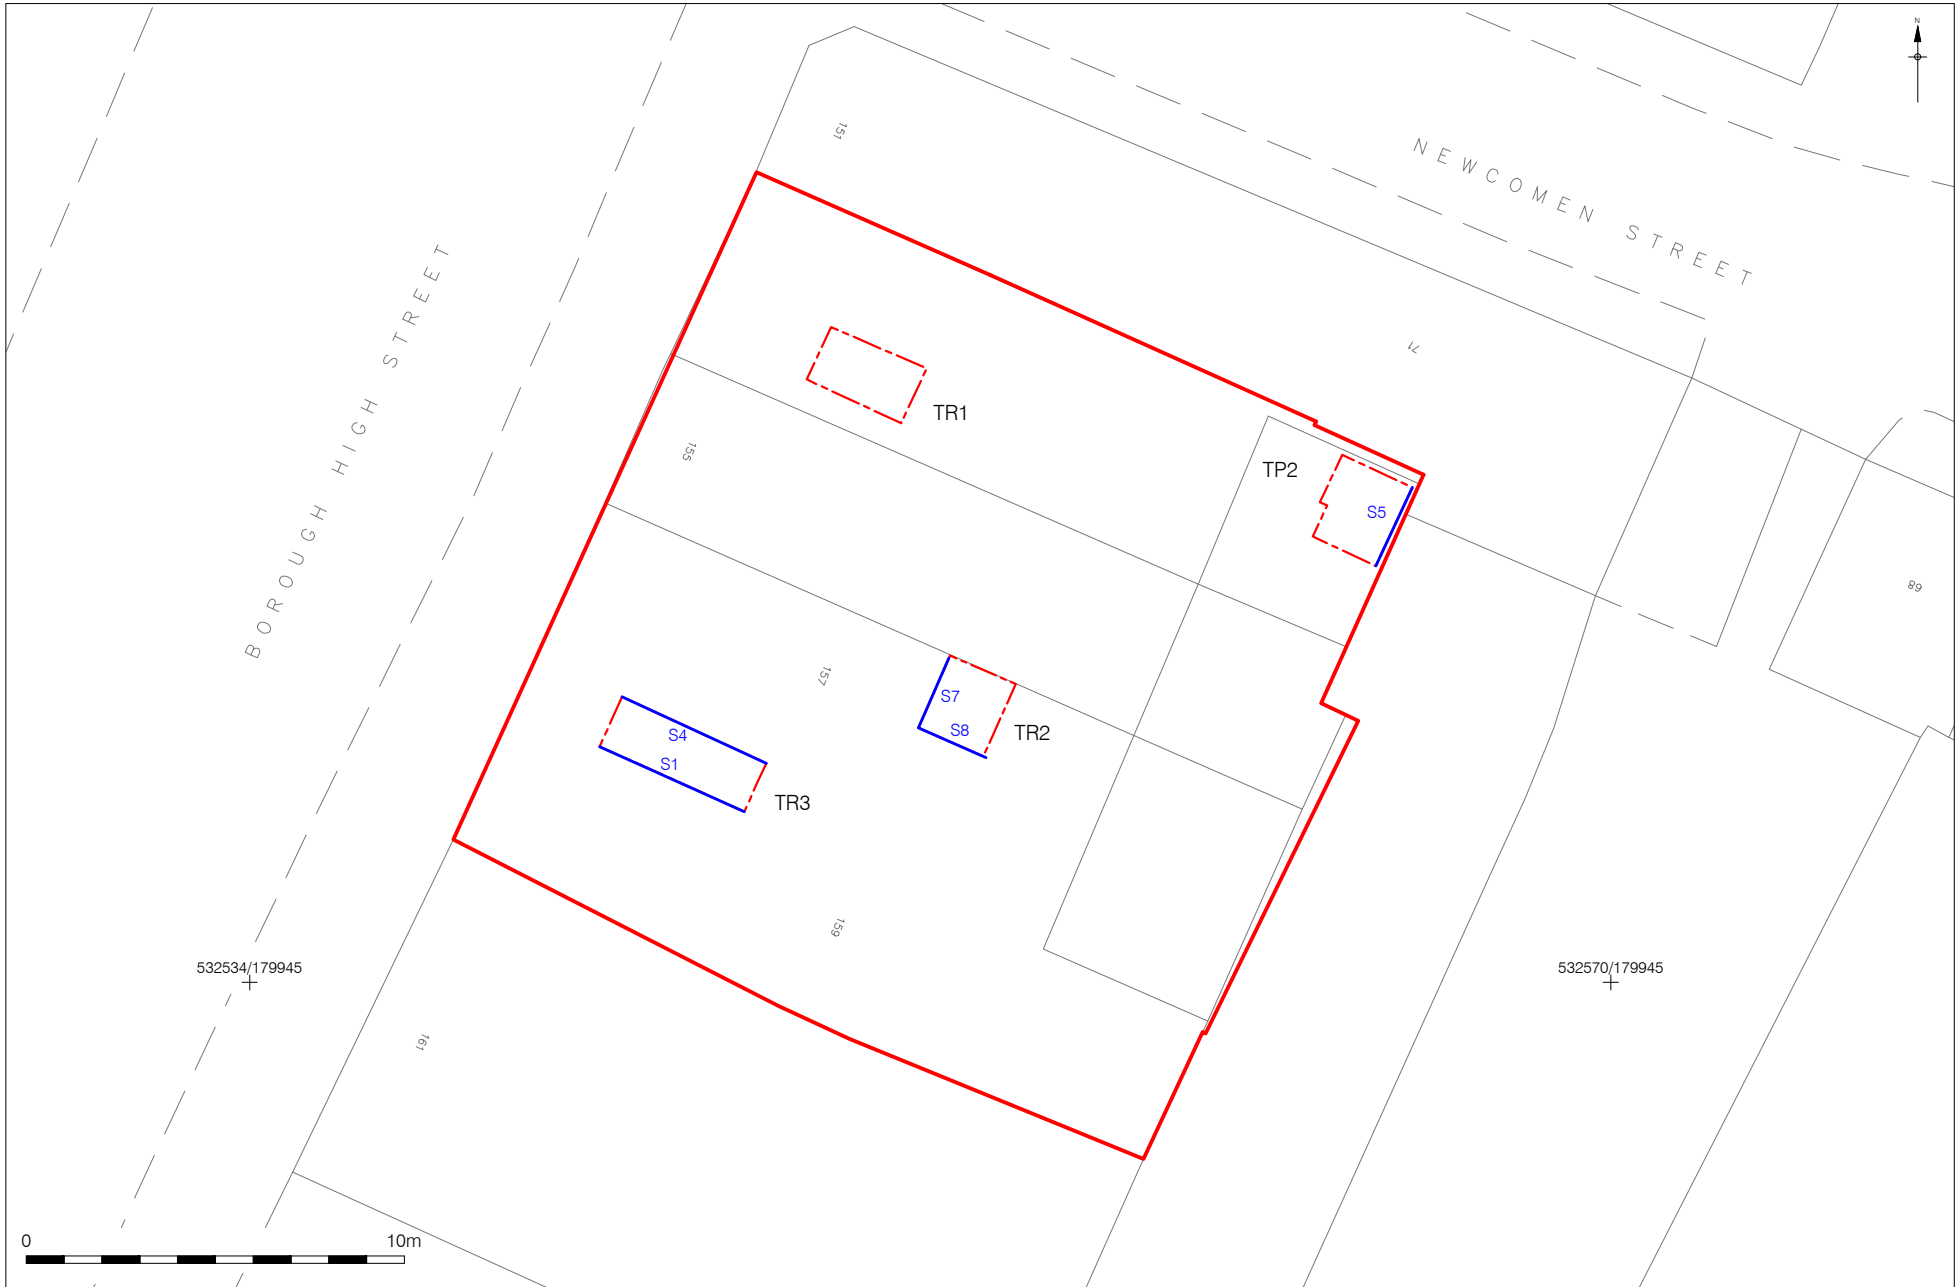 N
151
NEWCOMEN STREET
BOROUGH HIGH STREET
71
TR1
155
TP2
S5
68
157
S7
S8
TR2
S4
S1
TR3
159
532534/179945
532570/179945
161
0 10m